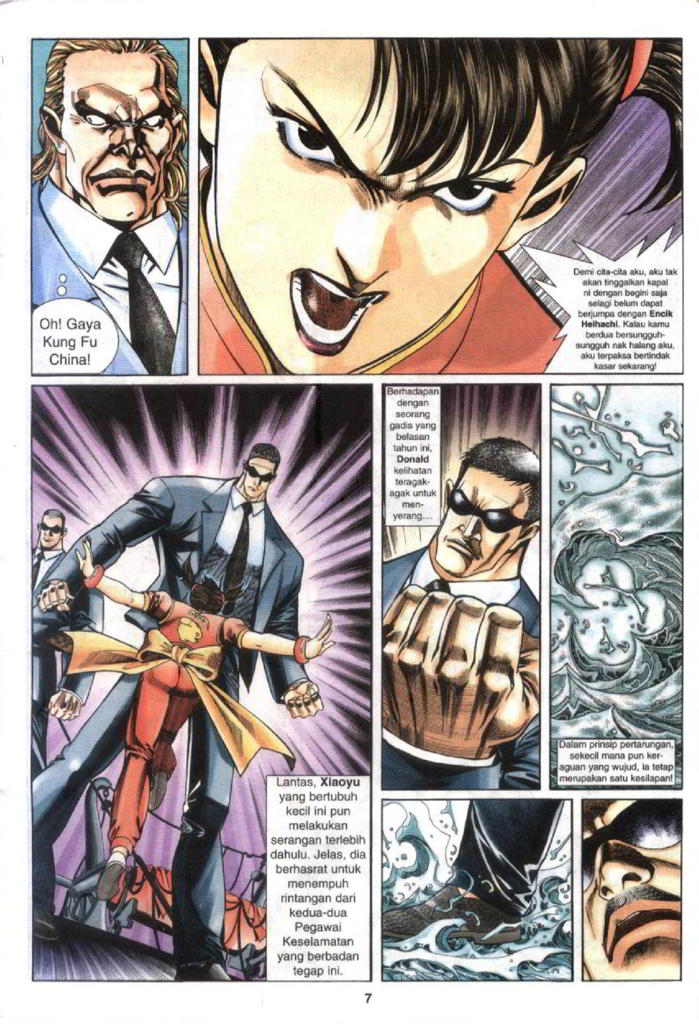 Oh! Gaya
Kung Fu
China!
Demi cita-cita aku, aku tak
akan tinggalkan kapal
ni dengan begini saja
selagi belum dapat
berjumpa dengan Encik
Heihachi. Kalau kamu
berdua bersungguh-
sungguh nak halang aku,
aku terpaksa bertindak
kasar sekarang!
Lantas, Xiaoyu
yang bertubuh
kecil ini pun
melakukan
serangan terlebih
dahulu. Jelas, dia
berhasrat untuk
menempuh
rintangan dari
kedua-dua
Pegawai
Keselamatan
yang berbadan
tegap ini.
Berhadapan
dengan
seorang
gadis yang
belasan
tahun ini,
Donald
kelihatan
teragak-
agak untuk
men-
yerang....
Dalam prinsip pertarungan,
sekecil mana pun ker-
aguan yang wujud, ia tetap
merupakan satu kesilapan!
7